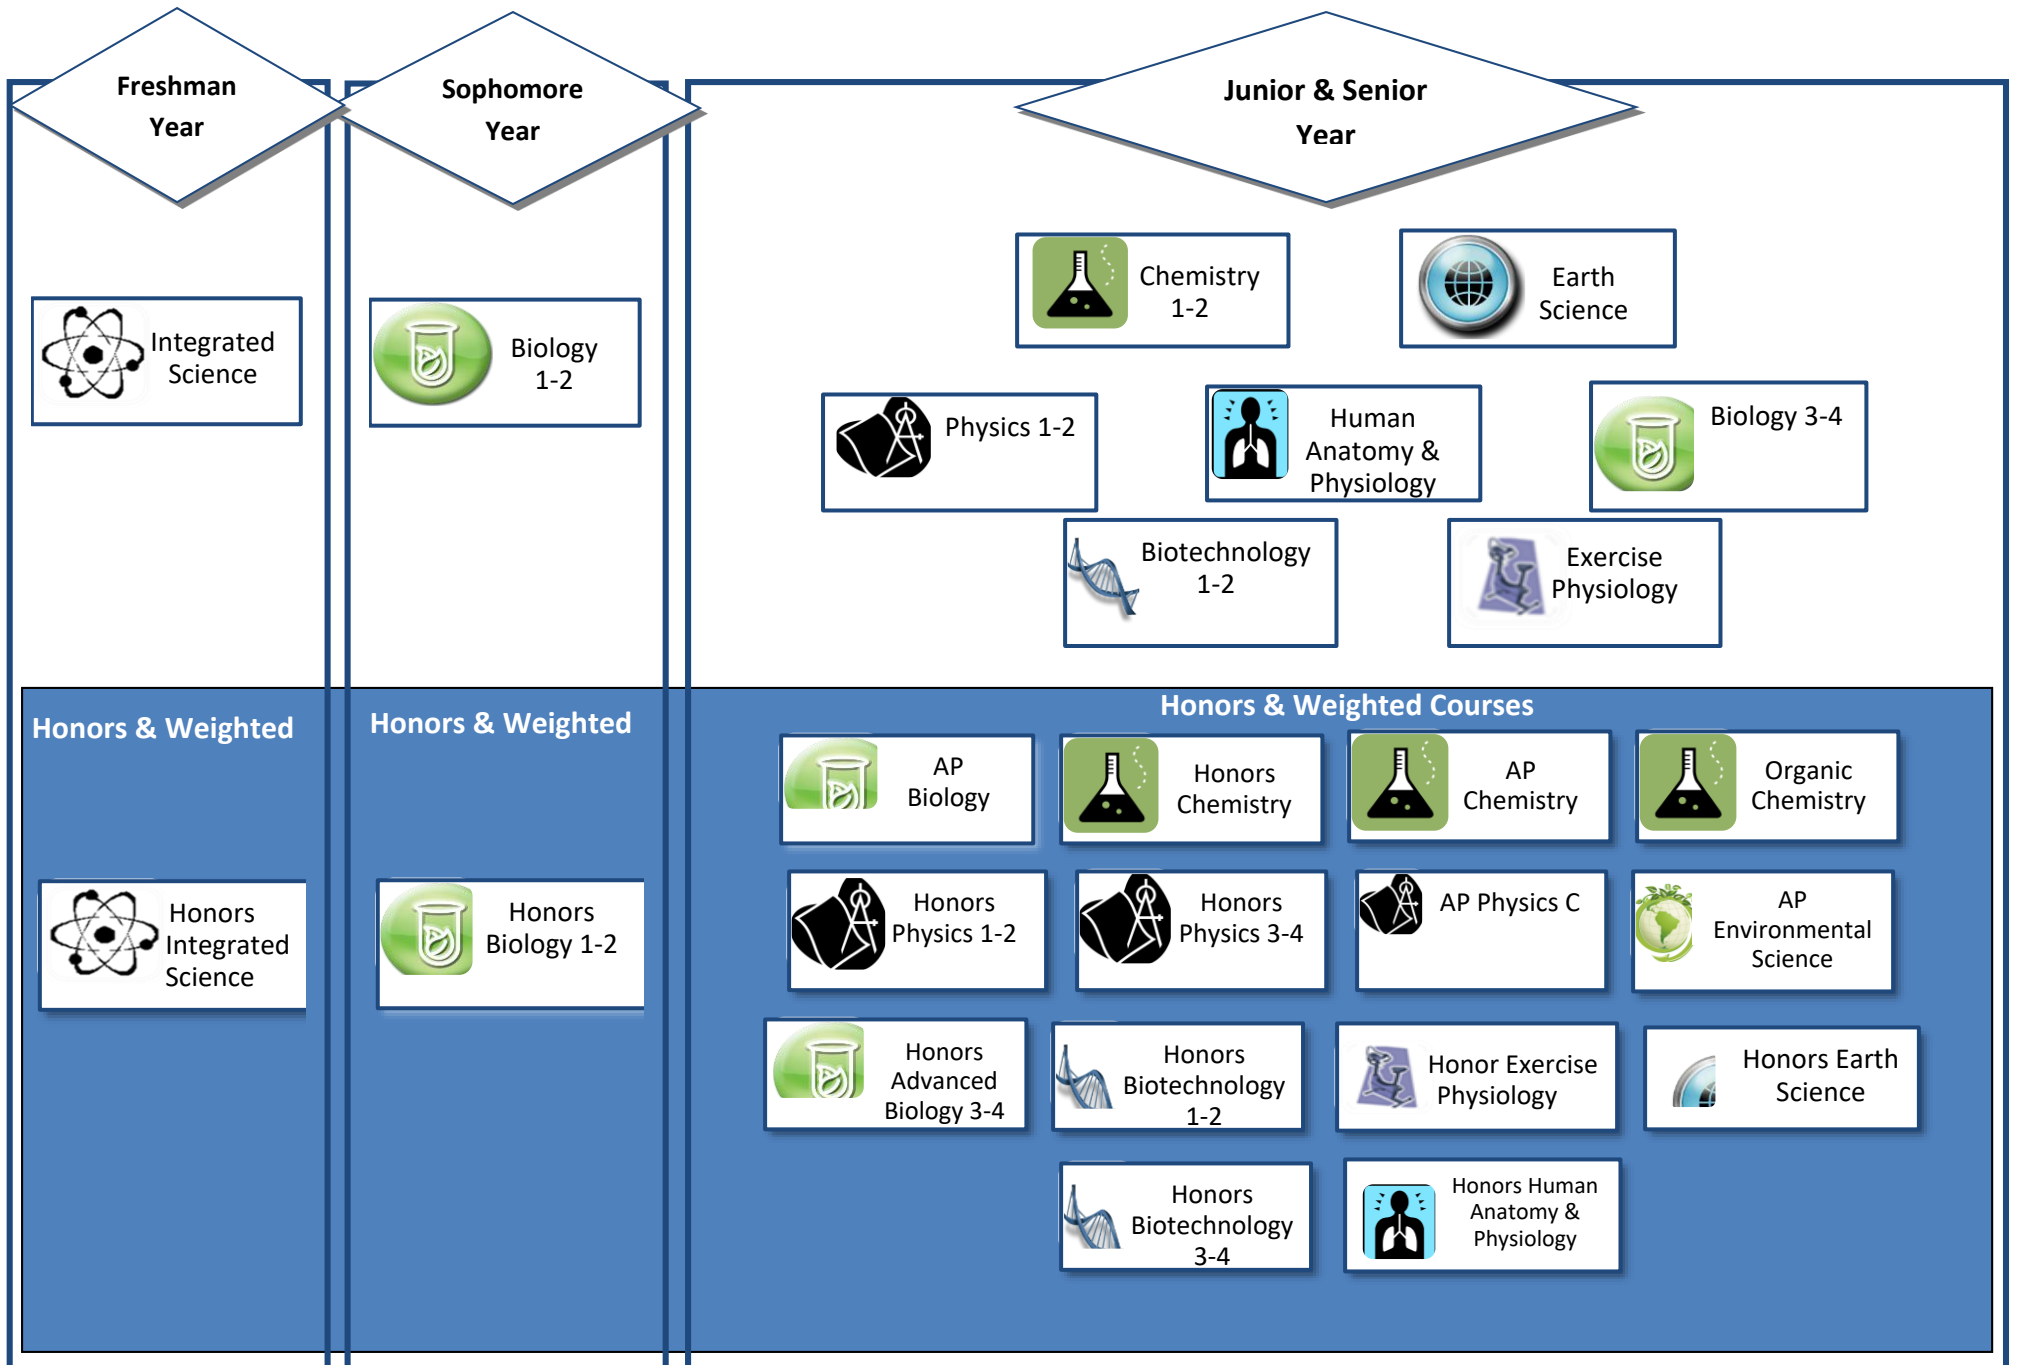 Freshman
Year
Sophomore
Year
Junior & Senior
Year
Integrated
Science
Biology
1-2
Chemistry
1-2
Earth
Science
Physics 1-2
Human
Anatomy &
Physiology
Biology 3-4
Biotechnology
1-2
Exercise
Physiology
Honors & Weighted
Honors & Weighted
Honors & Weighted Courses
Honors
Integrated
Science
Honors
Biology 1-2
AP
Biology
Honors
Chemistry
AP
Chemistry
Organic
Chemistry
Honors
Physics 1-2
Honors
Physics 3-4
AP Physics C
AP
Environmental
Science
Honors
Advanced
Biology 3-4
Honors
Biotechnology
1-2
Honor Exercise
Physiology
Honors Earth
Science
Honors
Biotechnology
3-4
Honors Human
Anatomy &
Physiology